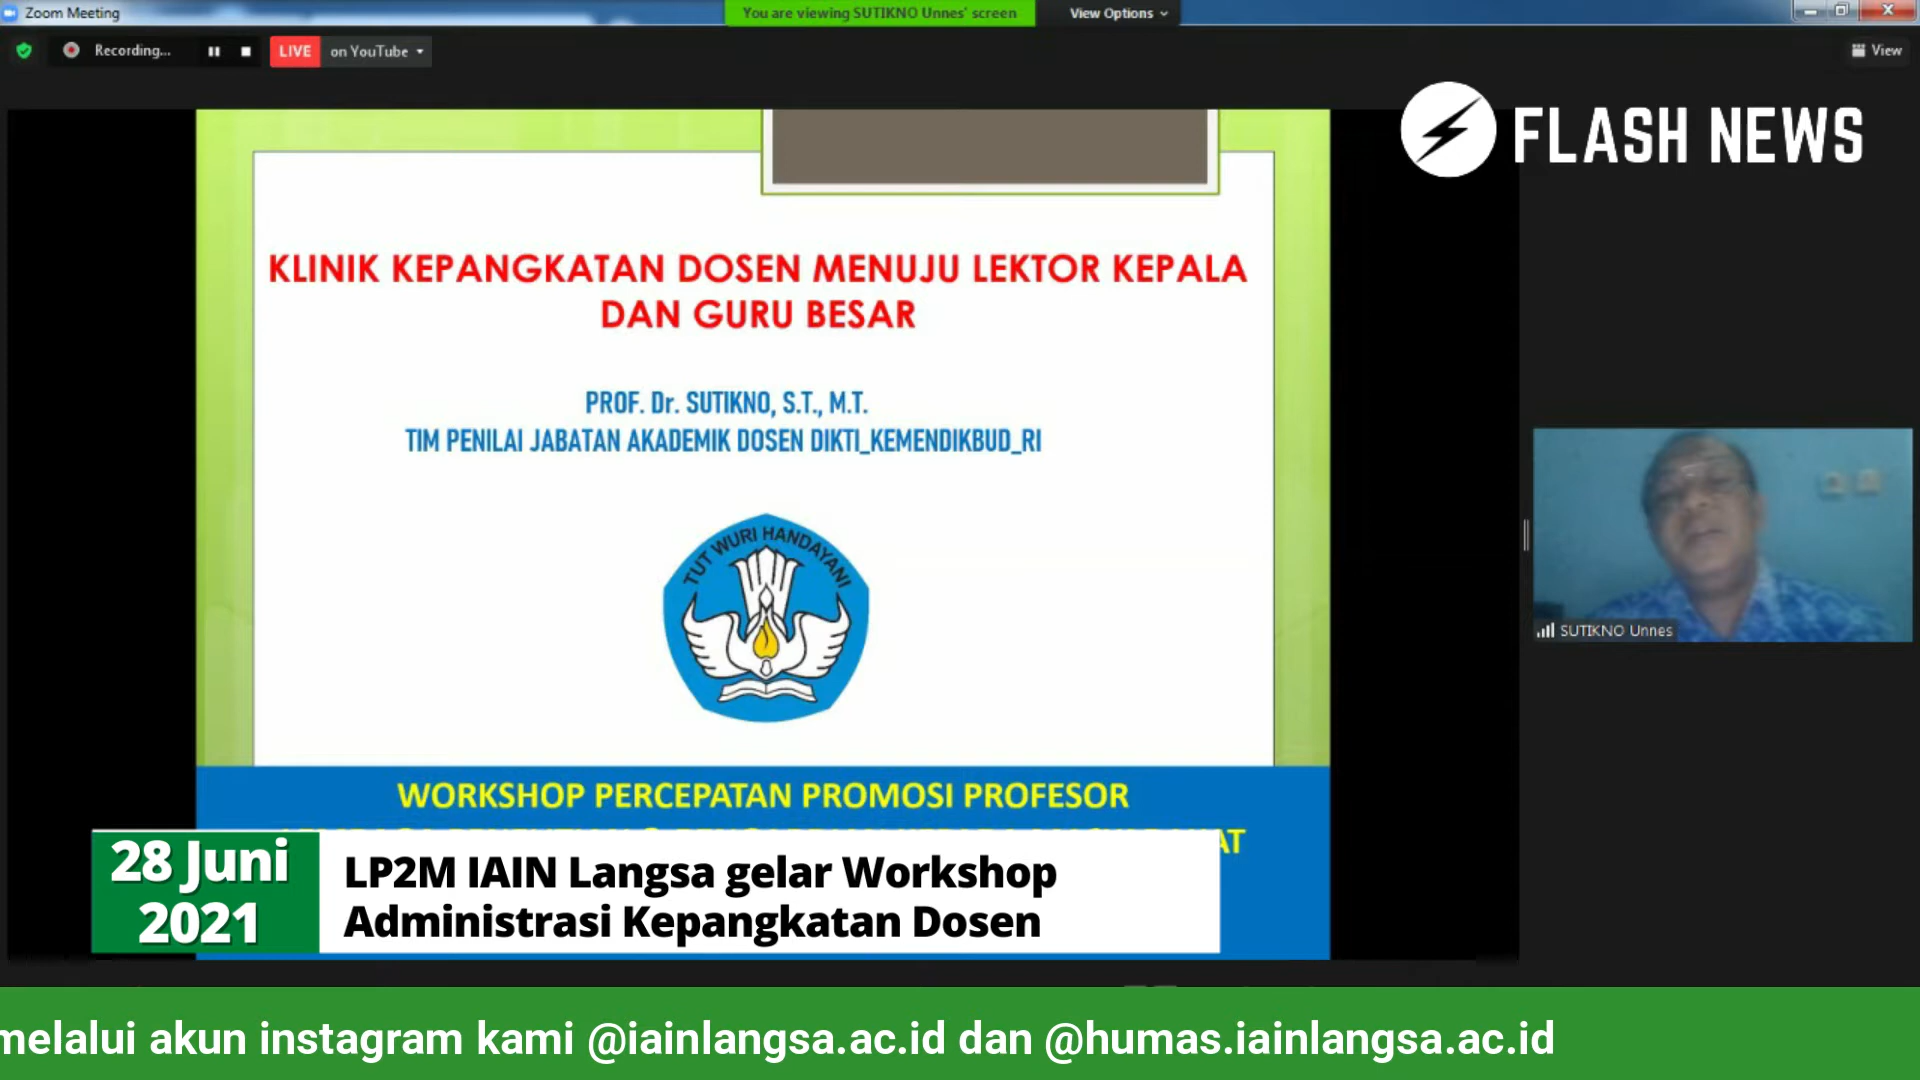 Zoom Meeting
You are viewing SUTIKNO Unnes' screen
View Options
Recording...
LIVE
on YouTube
View
FLASH NEWS
KLINIK KEPANGKATAN DOSEN MENUJU LEKTOR KEPALA
DAN GURU BESAR
PROF. Dr. SUTIKNO, S.T., M.T.
TIM PENILAI JABATAN AKADEMIK DOSEN DIKTI_KEMENDIKBUD_RI
TUT WURI HANDAYANI
SUTIKNO Unnes
WORKSHOP PERCEPATAN PROMOSI PROFESOR
28 Juni
2021
LP2M IAIN Langsa gelar Workshop
Administrasi Kepangkatan Dosen
melalui akun instagram kami @iainlangsa.ac.id dan @humas.iainlangsa.ac.id